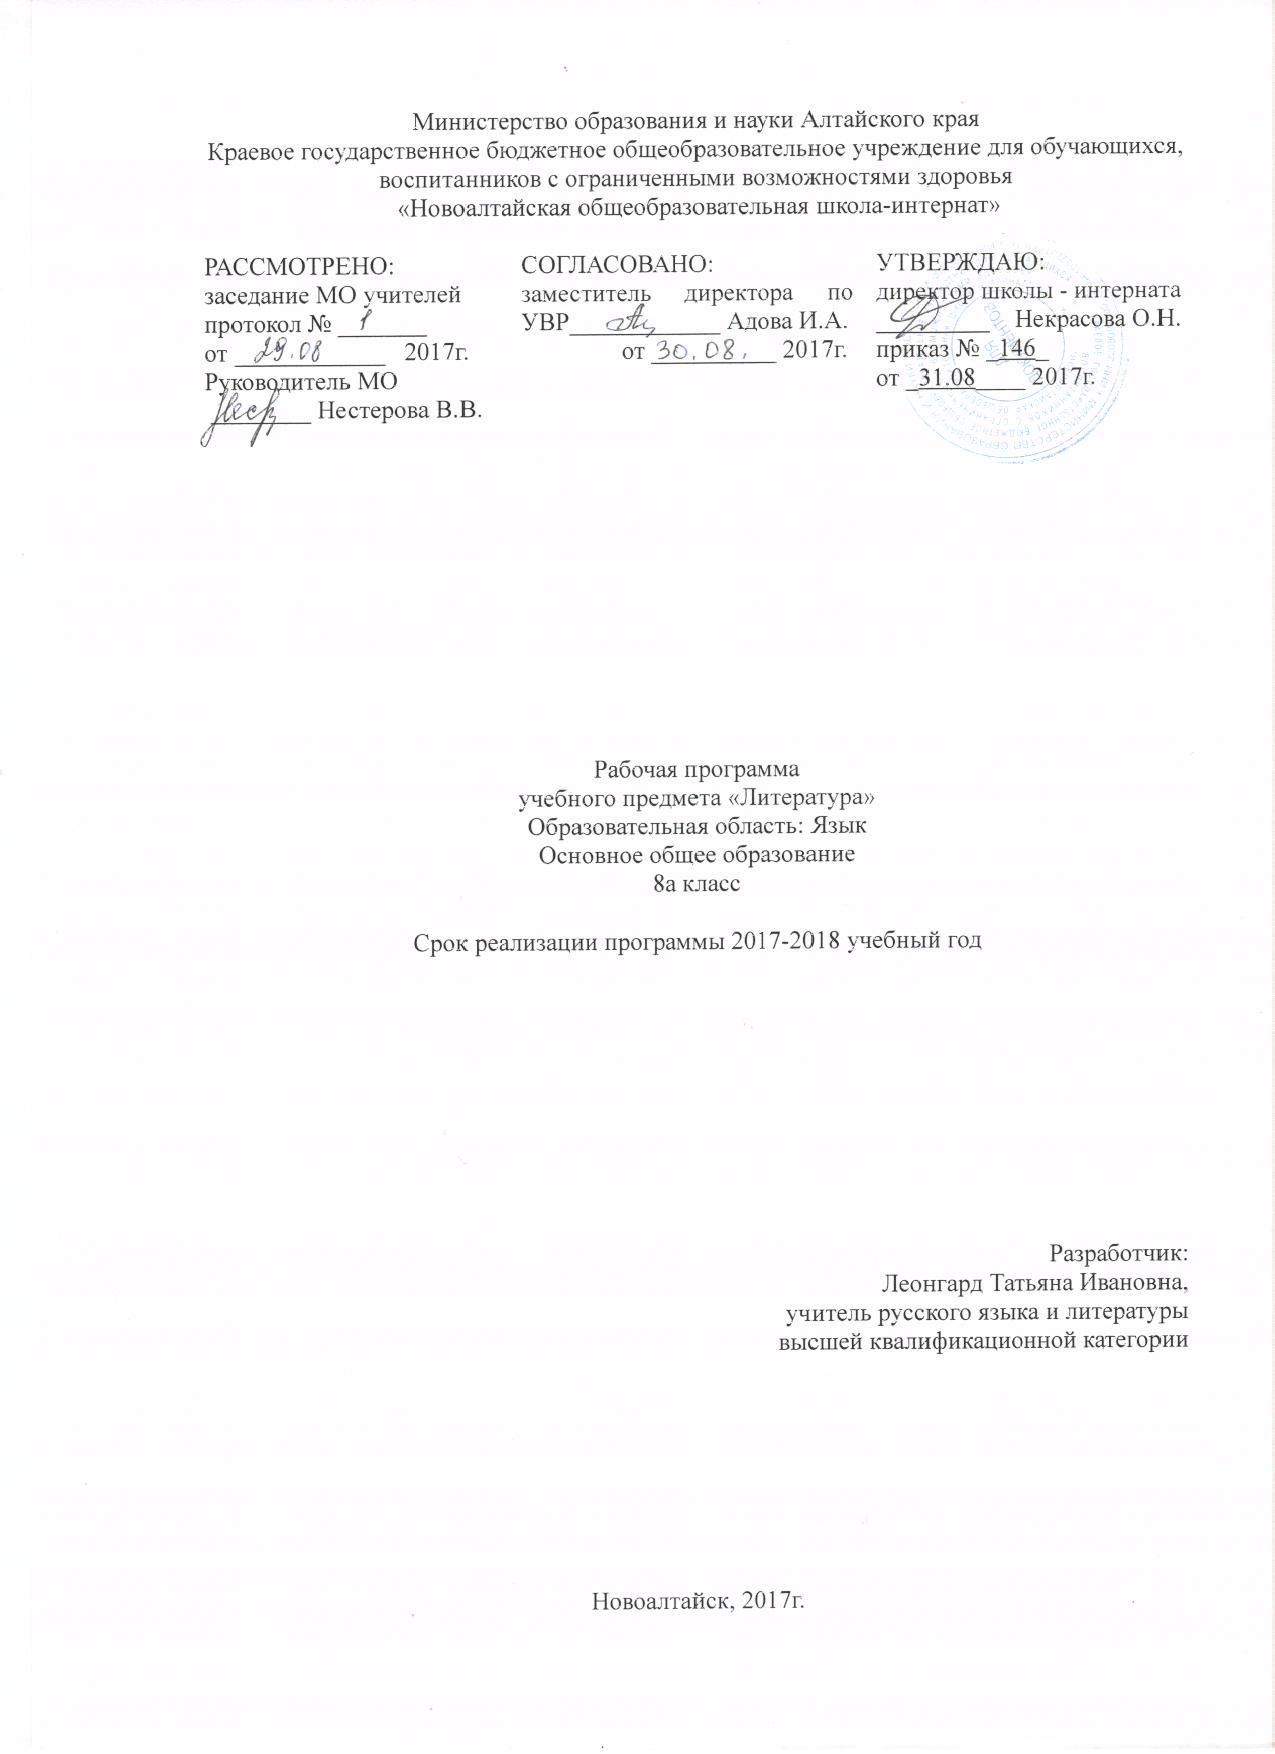 Министерство образования и науки Алтайского края
Краевое государственное бюджетное общеобразовательное учреждение для обучающихся,
воспитанников с ограниченными возможностями здоровья
«Новоалтайская общеобразовательная школа-интернат»
РАССМОТРЕНО:
заседание МО учителей
протокол № 1
от 29.08 2017г.
Руководитель МО
Нестерова В.В.
СОГЛАСОВАНО:
заместитель директора по
УВР Адова И.А.
от 30.08. 2017г.
УТВЕРЖДАЮ:
директор школы - интерната
Некрасова О.Н.
приказ № 146
от 31.08 2017г.
Рабочая программа
учебного предмета «Литература»
Образовательная область: Язык
Основное общее образование
8а класс
Срок реализации программы 2017-2018 учебный год
Разработчик:
Леонгард Татьяна Ивановна,
учитель русского языка и литературы
высшей квалификационной категории
Новоалтайск, 2017г.